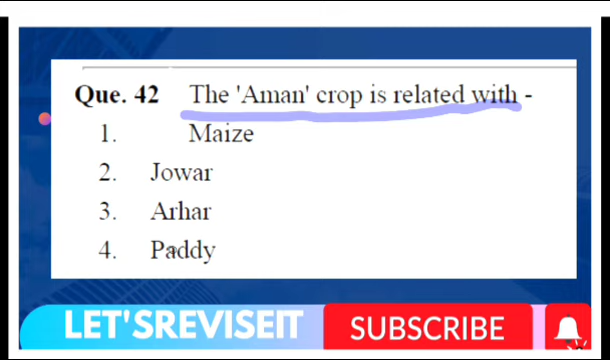 Que. 42 The 'Aman' crop is related with -
1. Maize
2. Jowar
3. Arhar
4. Paddy
LET'SREVISEIT SUBSCRIBE